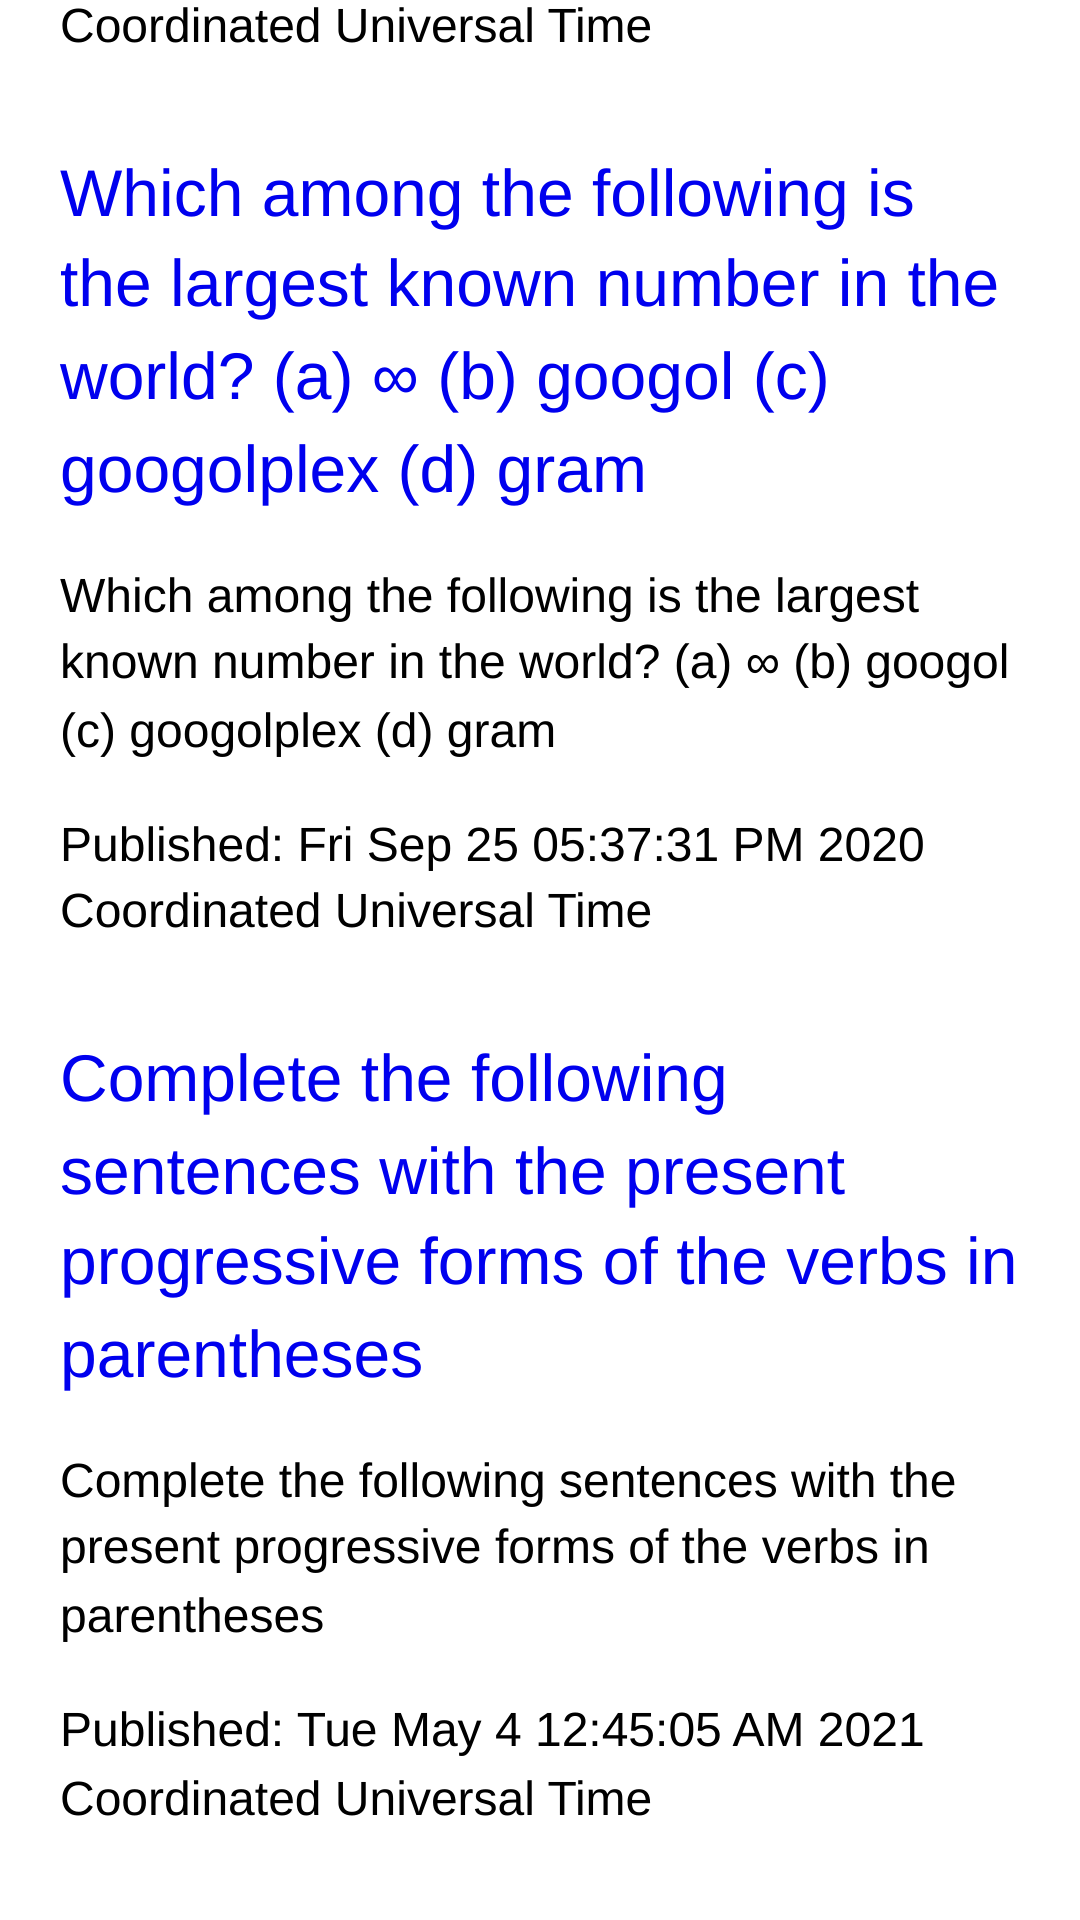 Coordinated Universal Time
Which among the following is
the largest known number in the
world? (a) ∞ (b) googol (c)
googolplex (d) gram
Which among the following is the largest
known number in the world? (a) ∞ (b) googol
(c) googolplex (d) gram
Published: Fri Sep 25 05:37:31 PM 2020
Coordinated Universal Time
Complete the following
sentences with the present
progressive forms of the verbs in
parentheses
Complete the following sentences with the
present progressive forms of the verbs in
parentheses
Published: Tue May 4 12:45:05 AM 2021
Coordinated Universal Time